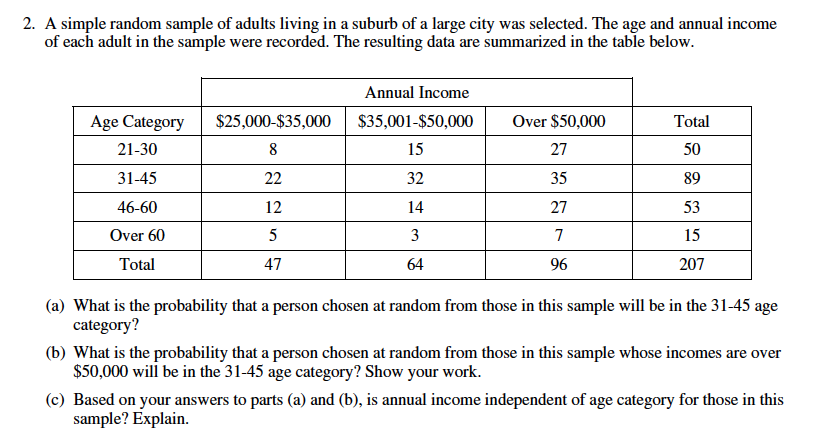 2. A simple random sample of adults living in a suburb of a large city was selected. The age and annual income
of each adult in the sample were recorded. The resulting data are summarized in the table below.
Annual Income
Age Category $25,000-$35,000 $35,001-$50,000 Over $50,000 Total
21-30 8 15 27 50
31-45 22 32 35 89
46-60 12 14 27 53
Over 60 5 3 7 15
Total 47 64 96 207
(a) What is the probability that a person chosen at random from those in this sample will be in the 31-45 age
category?
(b) What is the probability that a person chosen at random from those in this sample whose incomes are over
$50,000 will be in the 31-45 age category? Show your work.
(c) Based on your answers to parts (a) and (b), is annual income independent of age category for those in this
sample? Explain.